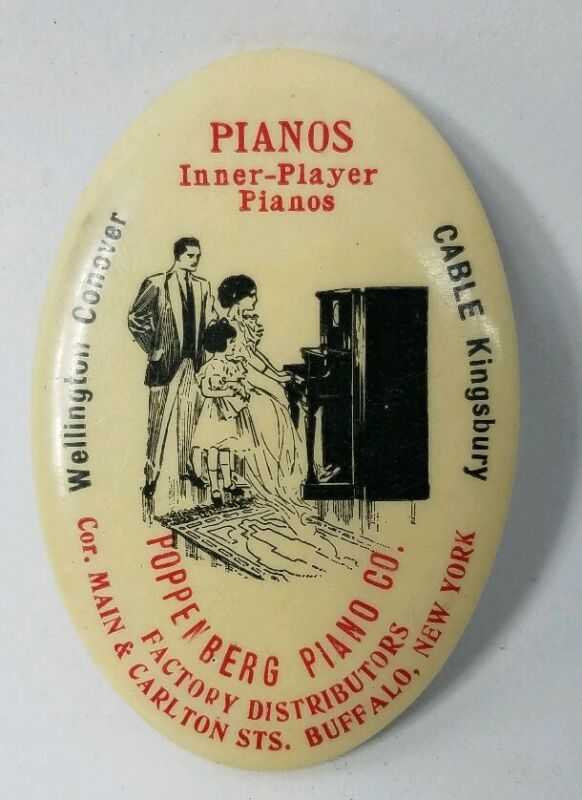 PIANOS
Inner-Player
Pianos
Wellington Conover
CABLE Kingsbury
POPPENBERG PIANO CO.
FACTORY DISTRIBUTORS
Cor. MAIN & CARLTON STS. BUFFALO, NEW YORK